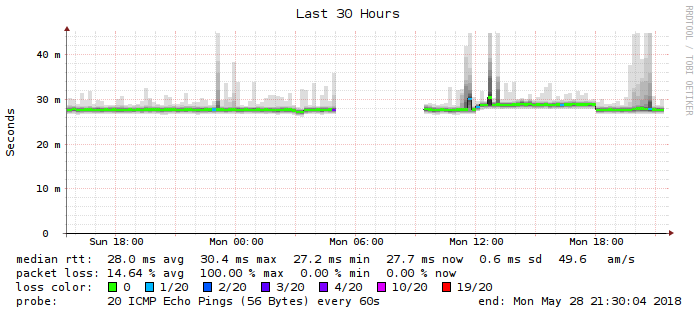 Last 30 Hours
RRDTOOL / TOBI OETIKER
Seconds
40 m
30 m
20 m
10 m
0
Sun 18:00 Mon 00:00 Mon 06:00 Mon 12:00 Mon 18:00
median rtt: 28.0 ms avg 30.4 ms max 27.2 ms min 27.7 ms now 0.6 ms sd 49.6 am/s
packet loss: 14.64 % avg 100.00 % max 0.00 % min 0.00 % now
loss color: 0 1/20 2/20 3/20 4/20 10/20 19/20
probe: 20 ICMP Echo Pings (56 Bytes) every 60s end: Mon May 28 21:30:04 2018